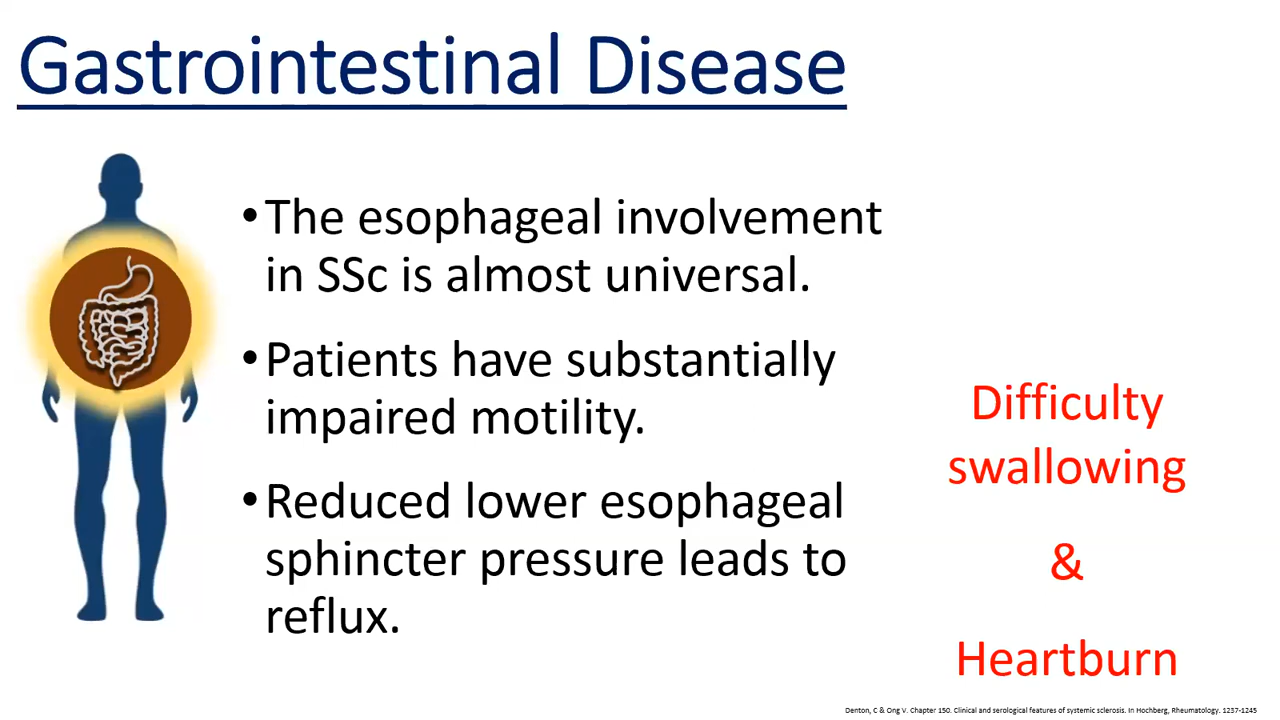 Gastrointestinal Disease
•The esophageal involvement
in SSc is almost universal.
•Patients have substantially
impaired motility.
•Reduced lower esophageal
sphincter pressure leads to
reflux.
Difficulty
swallowing
&
Heartburn
Denton, C & Ong V. Chapter 150. Clinical and serological features of systemic sclerosis. In Hochberg, Rheumatology. 1237-1245